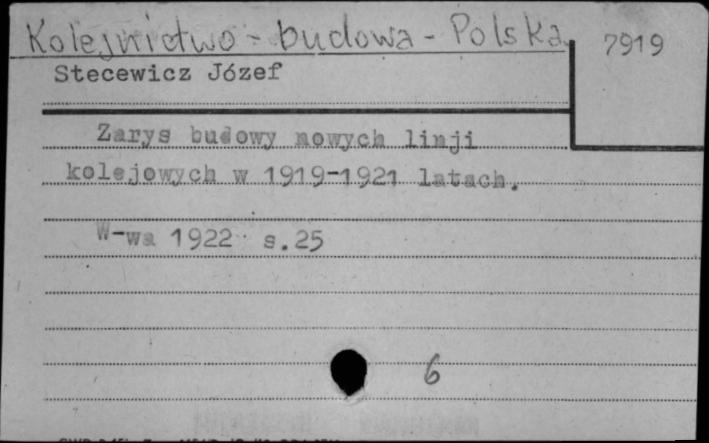 Kolejnictwo - budowa - Polska
7919
Stecewicz Józef
Zarys budowy nowych linji
kolejowych w 1919-1921 latach.
W-wa 1922 s.25
6